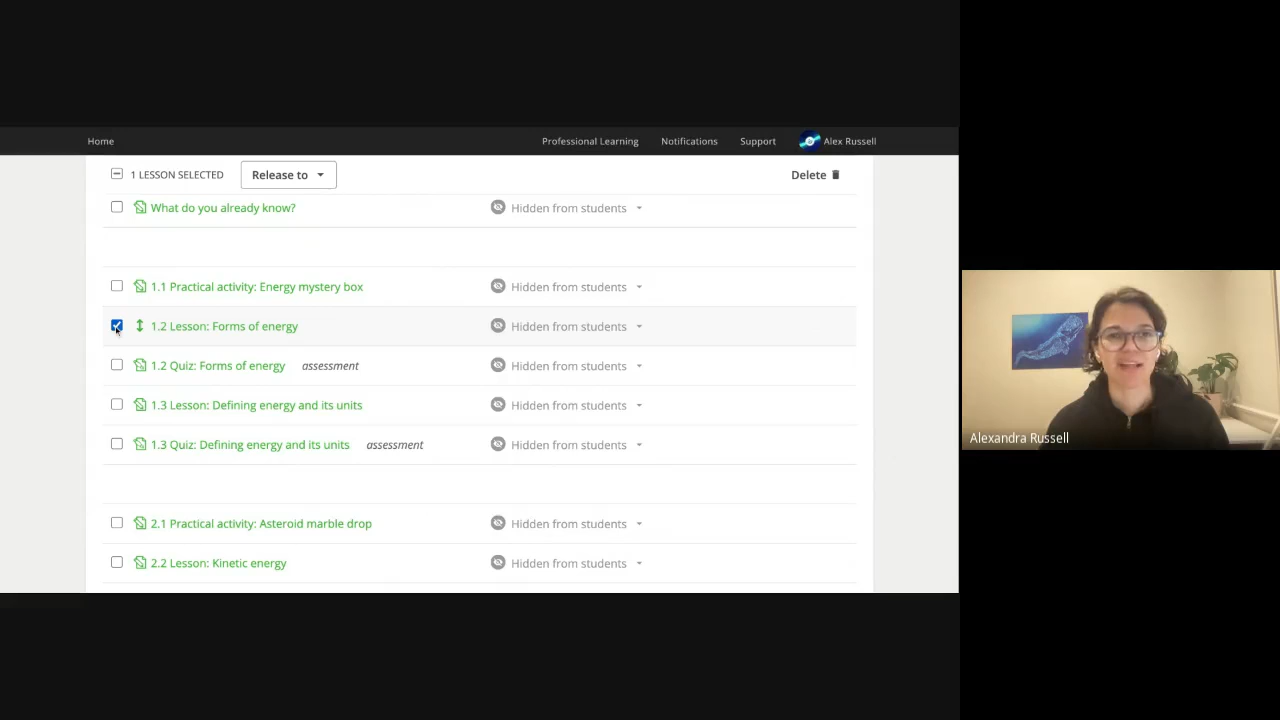 Home Professional Learning Notifications Support Alex Russell
1 LESSON SELECTED Release to Delete
What do you already know? Hidden from students
1.1 Practical activity: Energy mystery box Hidden from students
1.2 Lesson: Forms of energy Hidden from students
1.2 Quiz: Forms of energy assessment Hidden from students
1.3 Lesson: Defining energy and its units Hidden from students
1.3 Quiz: Defining energy and its units assessment Hidden from students
2.1 Practical activity: Asteroid marble drop Hidden from students
2.2 Lesson: Kinetic energy Hidden from students
Alexandra Russell